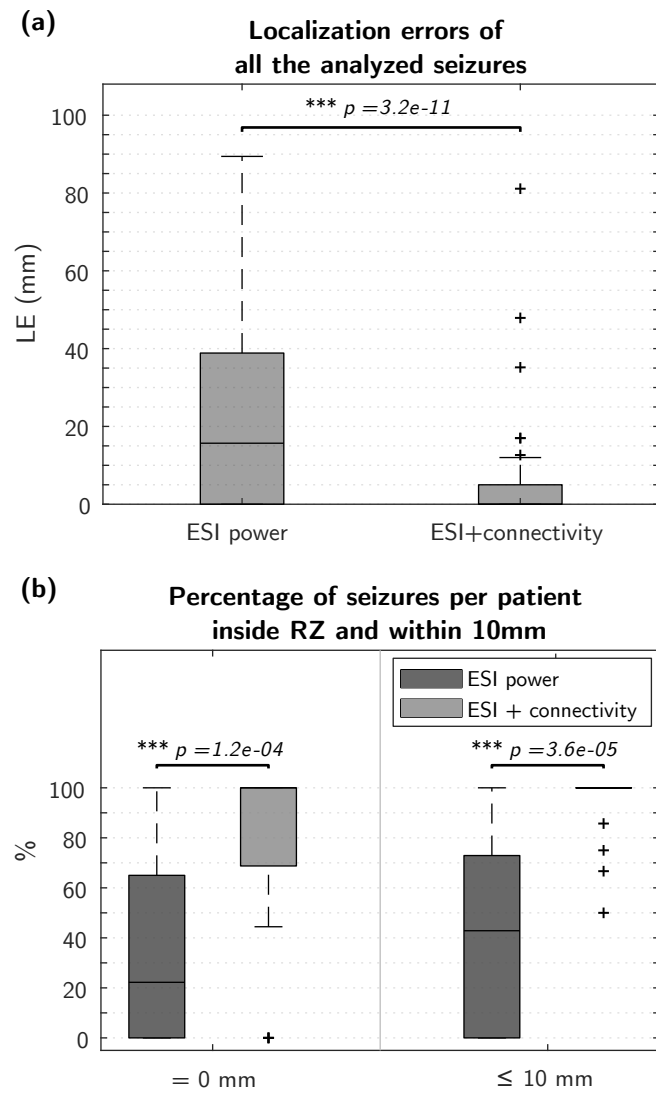 (a)
Localization errors of
all the analyzed seizures
*** p =3.2e-11
100
80
60
40
20
0
LE (mm)
ESI power
ESI+connectivity
(b)
Percentage of seizures per patient
inside RZ and within 10mm
ESI power
ESI + connectivity
*** p =1.2e-04
*** p =3.6e-05
100
80
60
40
20
0
%
= 0 mm
≤ 10 mm